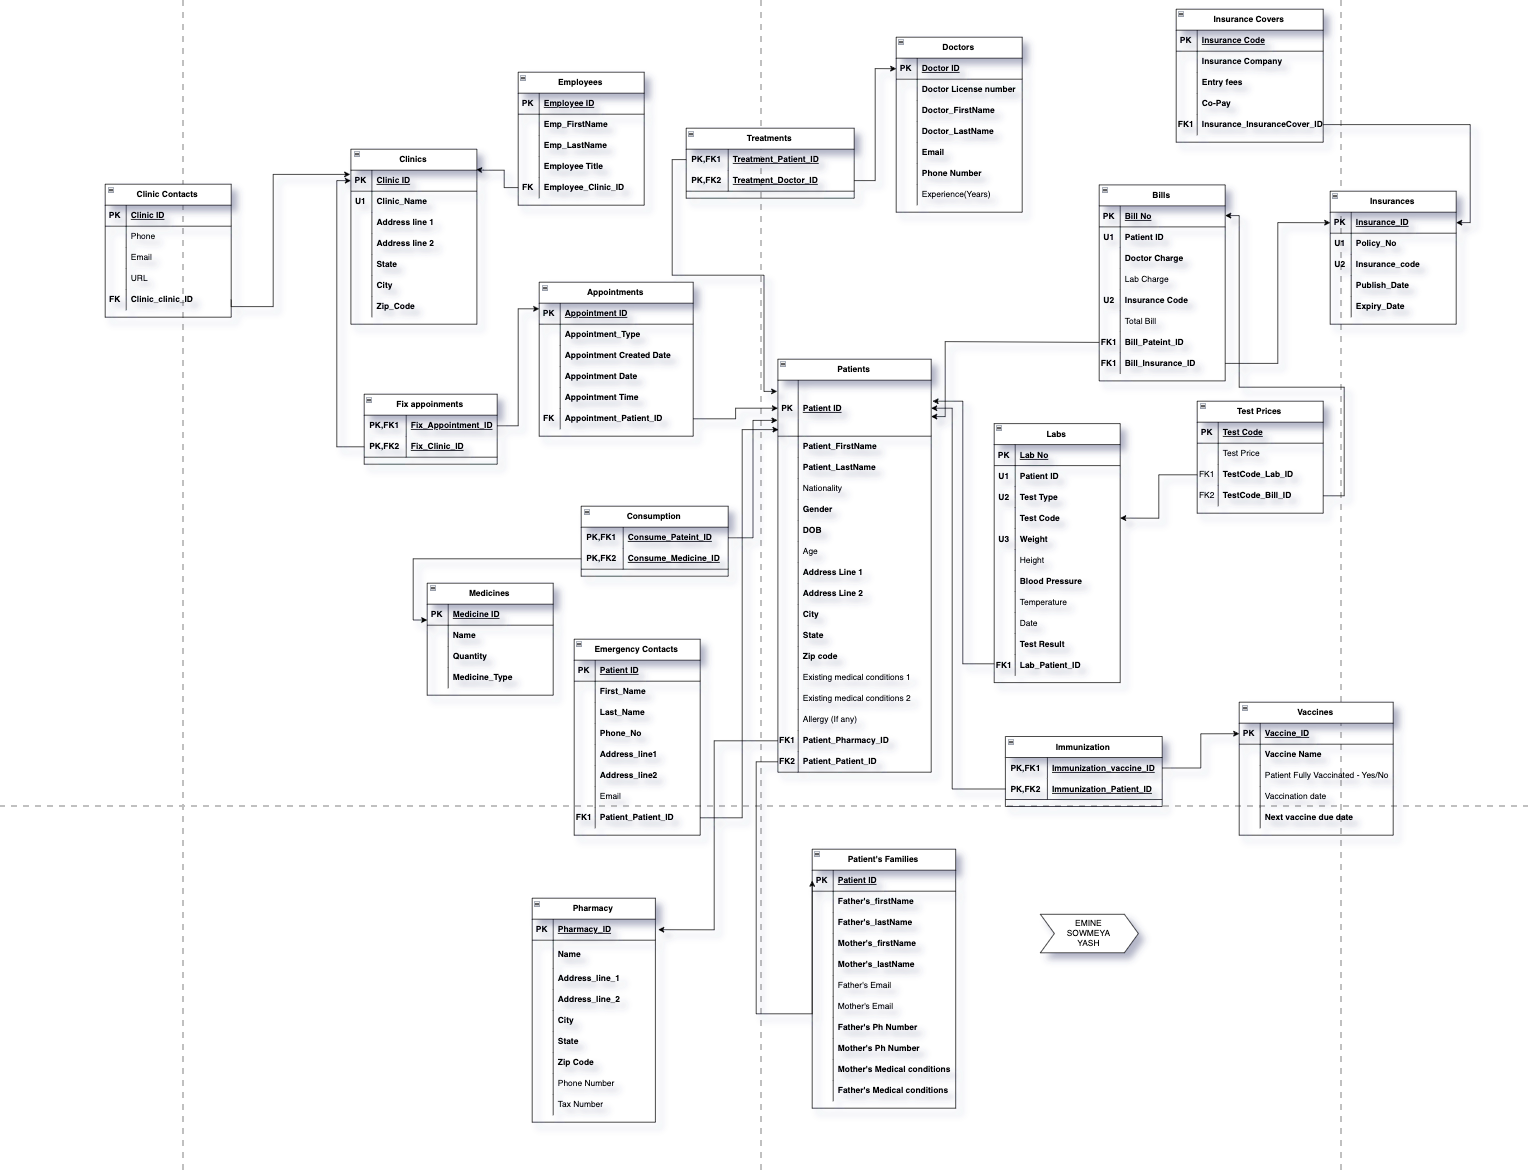 Insurance Covers
PK Insurance Code
Insurance Company
Entry fees
Co-Pay
FK1 Insurance_InsuranceCover_ID
Doctors
PK Doctor ID
Doctor License number
Doctor_FirstName
Doctor_LastName
Email
Phone Number
Experience(Years)
Employees
PK Employee ID
Emp_FirstName
Emp_LastName
Employee Title
FK Employee_Clinic_ID
Treatments
PK,FK1 Treatment_Patient_ID
PK,FK2 Treatment_Doctor_ID
Clinics
PK Clinic ID
U1 Clinic_Name
Address line 1
Address line 2
State
City
Zip_Code
Clinic Contacts
PK Clinic ID
Phone
Email
URL
FK Clinic_clinic_ID
Bills
PK Bill No
U1 Patient ID
Doctor Charge
Lab Charge
U2 Insurance Code
Total Bill
FK1 Bill_Pateint_ID
FK1 Bill_Insurance_ID
Insurances
PK Insurance_ID
U1 Policy_No
U2 Insurance_code
Publish_Date
Expiry_Date
Appointments
PK Appointment ID
Appointment_Type
Appointment Created Date
Appointment Date
Appointment Time
FK Appointment_Patient_ID
Fix appoinments
PK,FK1 Fix_Appointment_ID
PK,FK2 Fix_Clinic_ID
Patients
PK Patient ID
Patient_FirstName
Patient_LastName
Nationality
Gender
DOB
Age
Address Line 1
Address Line 2
City
State
Zip code
Existing medical conditions 1
Existing medical conditions 2
Allergy (If any)
FK1 Patient_Pharmacy_ID
FK2 Patient_Patient_ID
Labs
PK Lab No
U1 Patient ID
U2 Test Type
Test Code
U3 Weight
Height
Blood Pressure
Temperature
Date
Test Result
FK1 Lab_Patient_ID
Test Prices
PK Test Code
Test Price
FK1 TestCode_Lab_ID
FK2 TestCode_Bill_ID
Consumption
PK,FK1 Consume_Pateint_ID
PK,FK2 Consume_Medicine_ID
Medicines
PK Medicine ID
Name
Quantity
Medicine_Type
Emergency Contacts
PK Patient ID
First_Name
Last_Name
Phone_No
Address_line1
Address_line2
Email
FK1 Patient_Patient_ID
Immunization
PK,FK1 Immunization_vaccine_ID
PK,FK2 Immunization_Patient_ID
Vaccines
PK Vaccine_ID
Vaccine Name
Patient Fully Vaccinated - Yes/No
Vaccination date
Next vaccine due date
Pharmacy
PK Pharmacy_ID
Name
Address_line_1
Address_line_2
City
State
Zip Code
Phone Number
Tax Number
Patient's Families
PK Patient ID
Father's_firstName
Father's_lastName
Mother's_firstName
Mother's_lastName
Father's Email
Mother's Email
Father's Ph Number
Mother's Ph Number
Mother's Medical conditions
Father's Medical conditions
EMINE
SOWMEYA
YASH